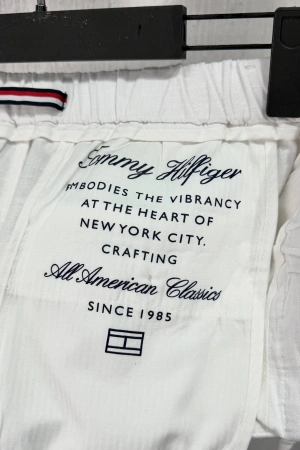 Tommy Hilfiger
EMBODIES THE VIBRANCY
AT THE HEART OF
NEW YORK CITY.
CRAFTING
All American Classics
SINCE 1985